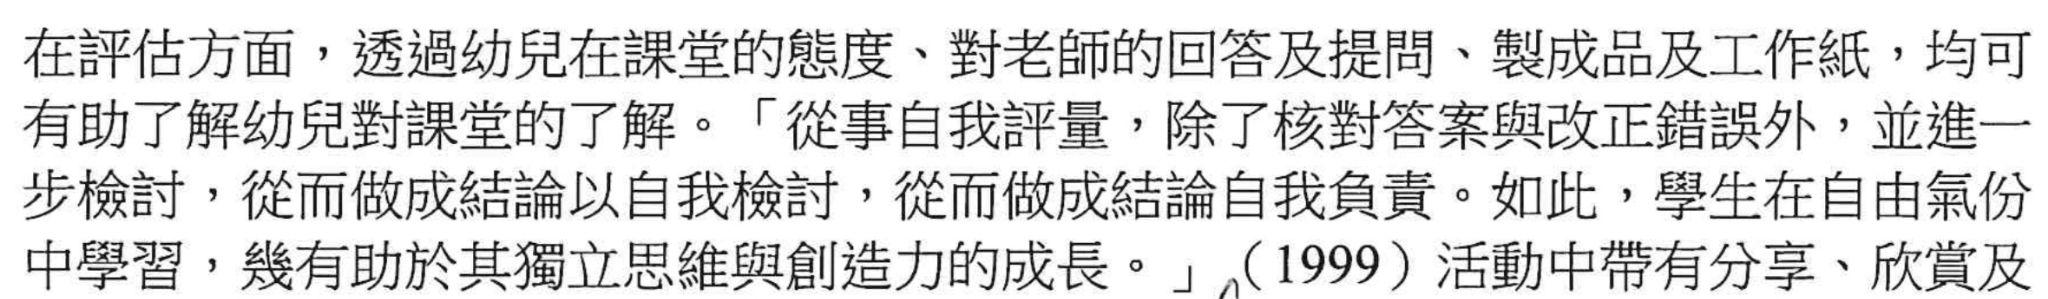 在評估方面，透過幼兒在課堂的態度、對老師的回答及提問、製成品及工作紙，均可
有助了解幼兒對課堂的了解。「從事自我評量，除了核對答案與改正錯誤外，並進一
步檢討，從而做成結論以自我檢討，從而做成結論自我負責。如此，學生在自由氣份
中學習，幾有助於其獨立思維與創造力的成長。」（1999）活動中帶有分享、欣賞及